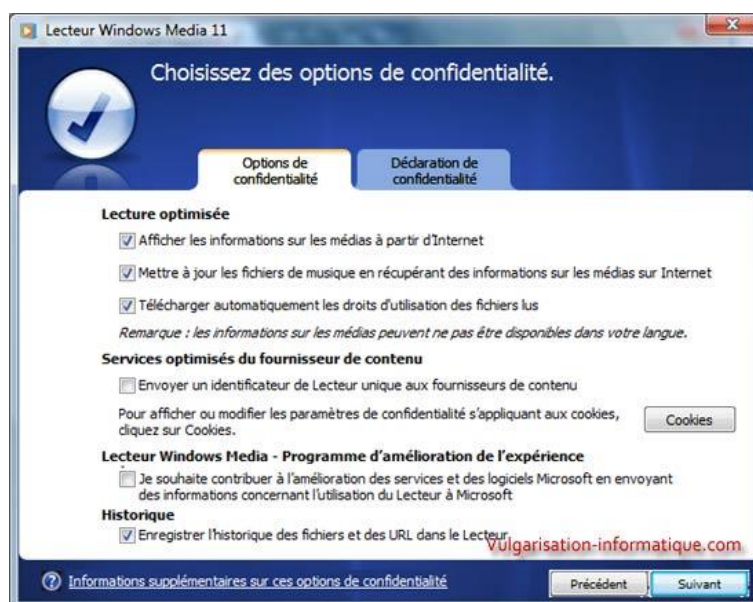 Lecteur Windows Media 11
Choisissez des options de confidentialité.
Options de
confidentialité
Déclaration de
confidentialité
Lecture optimisée
Afficher les informations sur les médias à partir d'Internet
Mettre à jour les fichiers de musique en récupérant des informations sur les médias sur Internet
Télécharger automatiquement les droits d'utilisation des fichiers lus
Remarque : les informations sur les médias peuvent ne pas être disponibles dans votre langue.
Services optimisés du fournisseur de contenu
Envoyer un identificateur de Lecteur unique aux fournisseurs de contenu
Pour afficher ou modifier les paramètres de confidentialité s'appliquant aux cookies,
cliquez sur Cookies.
Cookies
Lecteur Windows Media - Programme d'amélioration de l'expérience
Je souhaite contribuer à l'amélioration des services et des logiciels Microsoft en envoyant
des informations concernant l'utilisation du Lecteur à Microsoft
Historique
Enregistrer l'historique des fichiers et des URL dans le Lecteur
Vulgarisation-informatique.com
Informations supplémentaires sur ces options de confidentialité
Précédent
Suivant